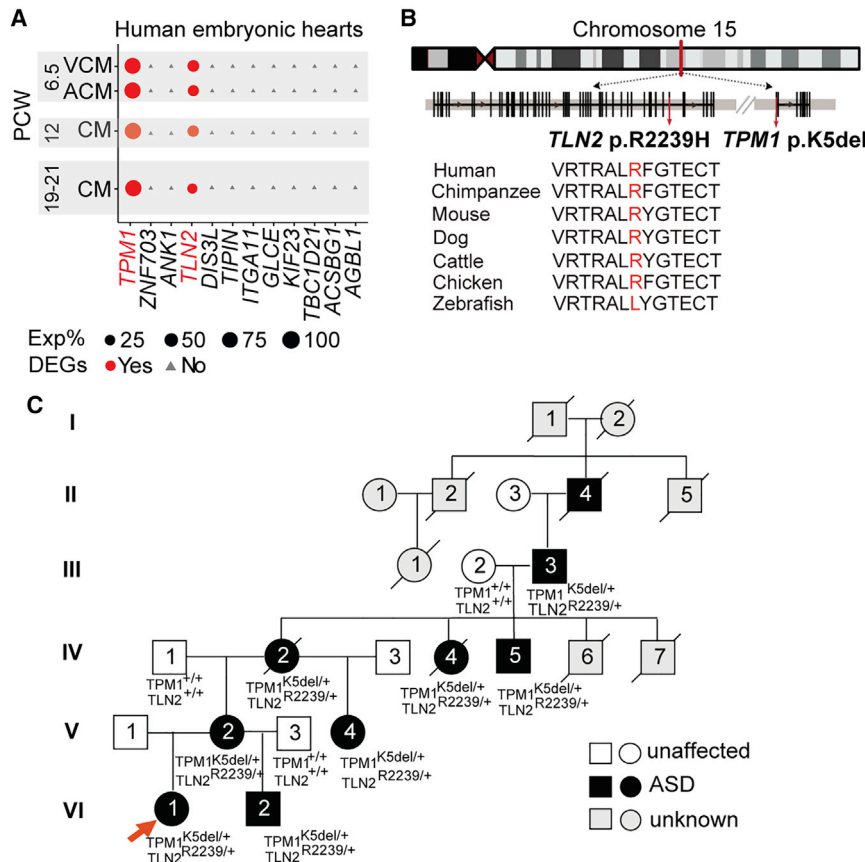 A
Human embryonic hearts
PCW
6.5
VCM
ACM
12
CM
19-21
CM
TPM1
ZNF703
ANK1
TLN2
DIS3L
TIPIN
ITGA11
GLCE
KIF23
TBC1D21
ACSBG1
AGBL1
Exp% 25 50 75 100
DEGs Yes No
B
Chromosome 15
TLN2 p.R2239H TPM1 p.K5del
Human VRTRALRFGTECT
Chimpanzee VRTRALRFGTECT
Mouse VRTRALRYGTECT
Dog VRTRALRYGTECT
Cattle VRTRALRYGTECT
Chicken VRTRALRFGTECT
Zebrafish VRTRALLYGTECT
C
I
1 2
II
1 2 3 4 5
III
1 2 3
TPM1+/+ TPM1K5del/+
TLN2+/+ TLN2R2239/+
IV
1 2 3 4 5 6 7
TPM1+/+ TPM1K5del/+ TPM1K5del/+ TPM1K5del/+
TLN2+/+ TLN2R2239/+ TLN2R2239/+ TLN2R2239/+
V
1 2 3 4
TPM1K5del/+ TPM1+/+ TPM1K5del/+
TLN2R2239/+ TLN2+/+ TLN2R2239/+
VI
1 2
TPM1K5del/+ TPM1K5del/+
TLN2R2239/+ TLN2R2239/+
unaffected
ASD
unknown